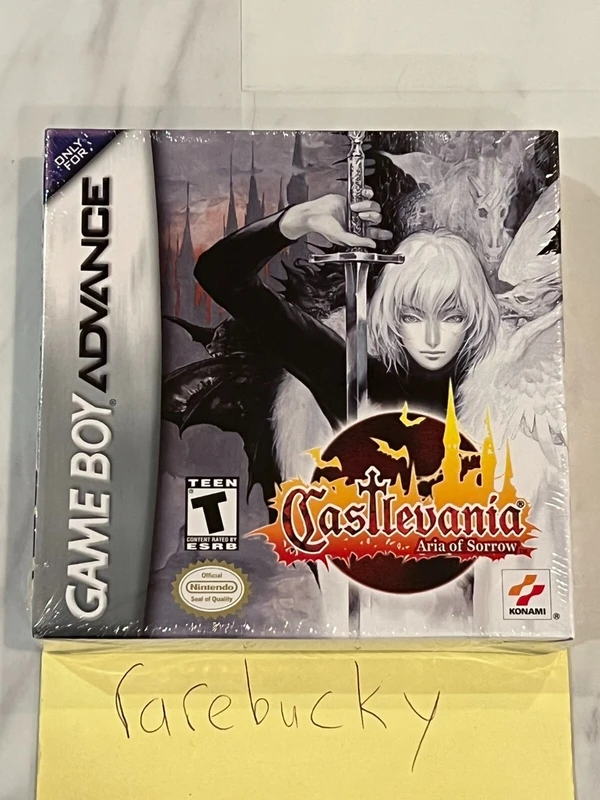 ONLY
FOR
GAME BOY ADVANCE
TEEN
T
CONTENT RATED BY
ESRB
Official
Nintendo
Seal of Quality
Castlevania®
Aria of Sorrow
KONAMI ®
rarebucky